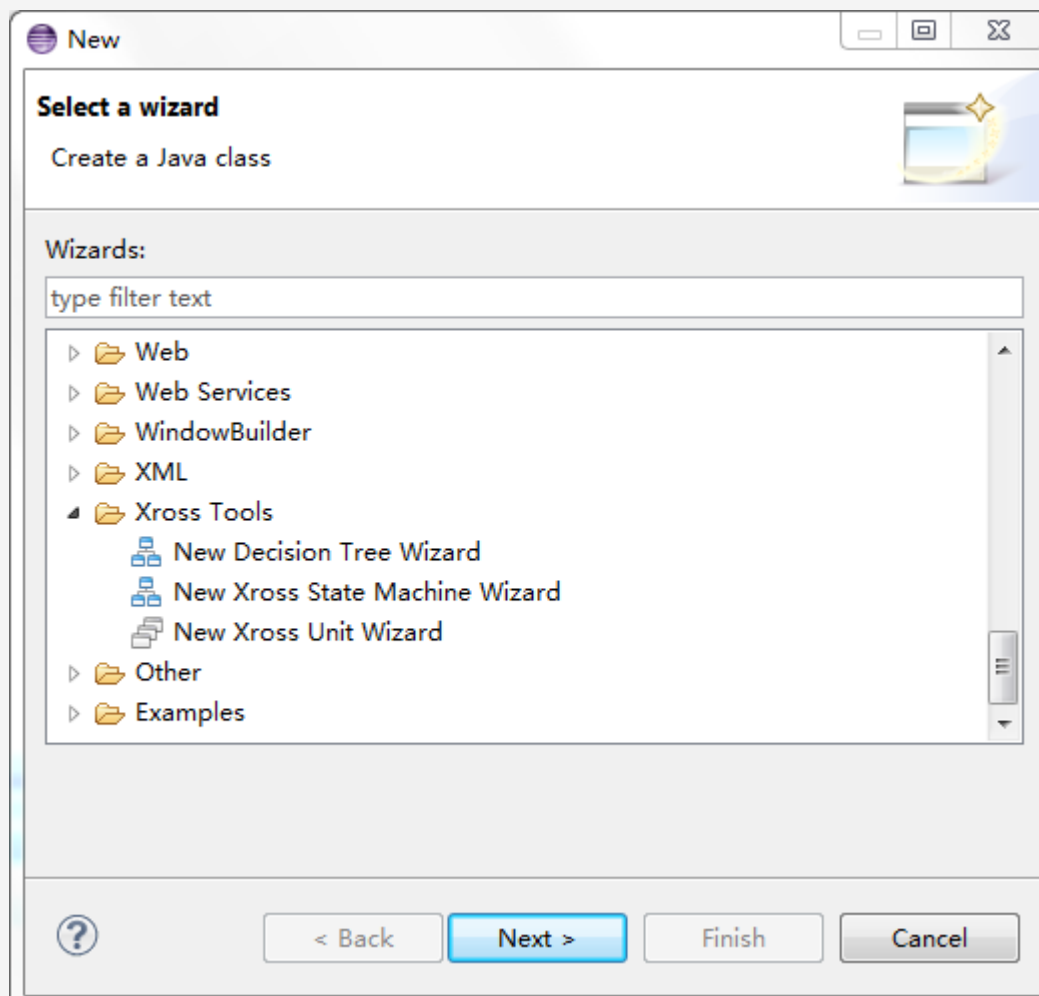 New
Select a wizard
Create a Java class
Wizards:
type filter text
Web
Web Services
WindowBuilder
XML
Xross Tools
New Decision Tree Wizard
New Xross State Machine Wizard
New Xross Unit Wizard
Other
Examples
? < Back Next > Finish Cancel